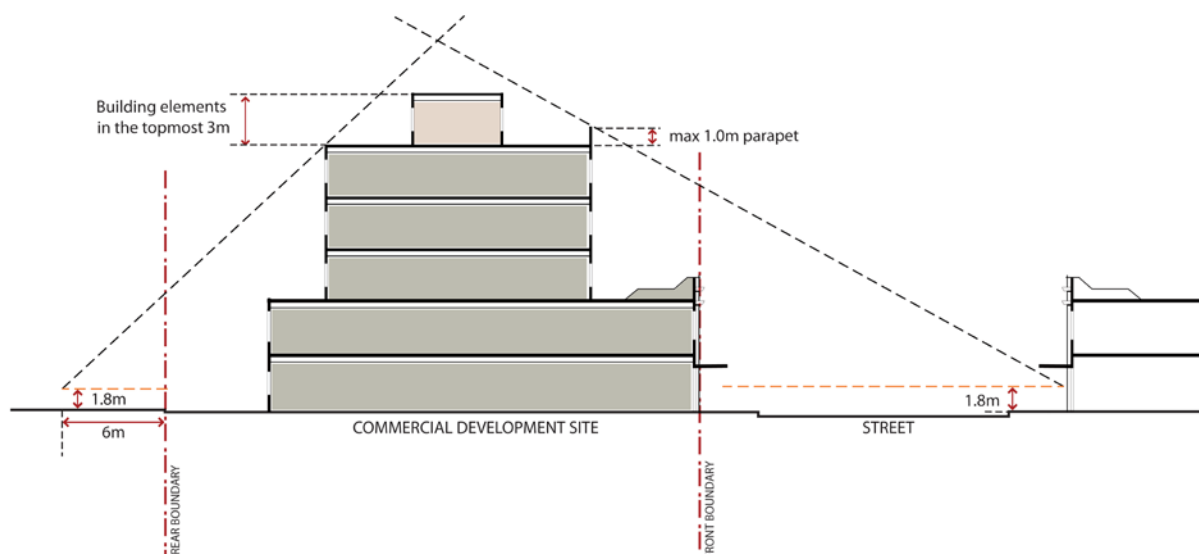 Building elements
in the topmost 3m
max 1.0m parapet
1.8m
1.8m
6m
COMMERCIAL DEVELOPMENT SITE
STREET
REAR BOUNDARY
RONT BOUNDARY